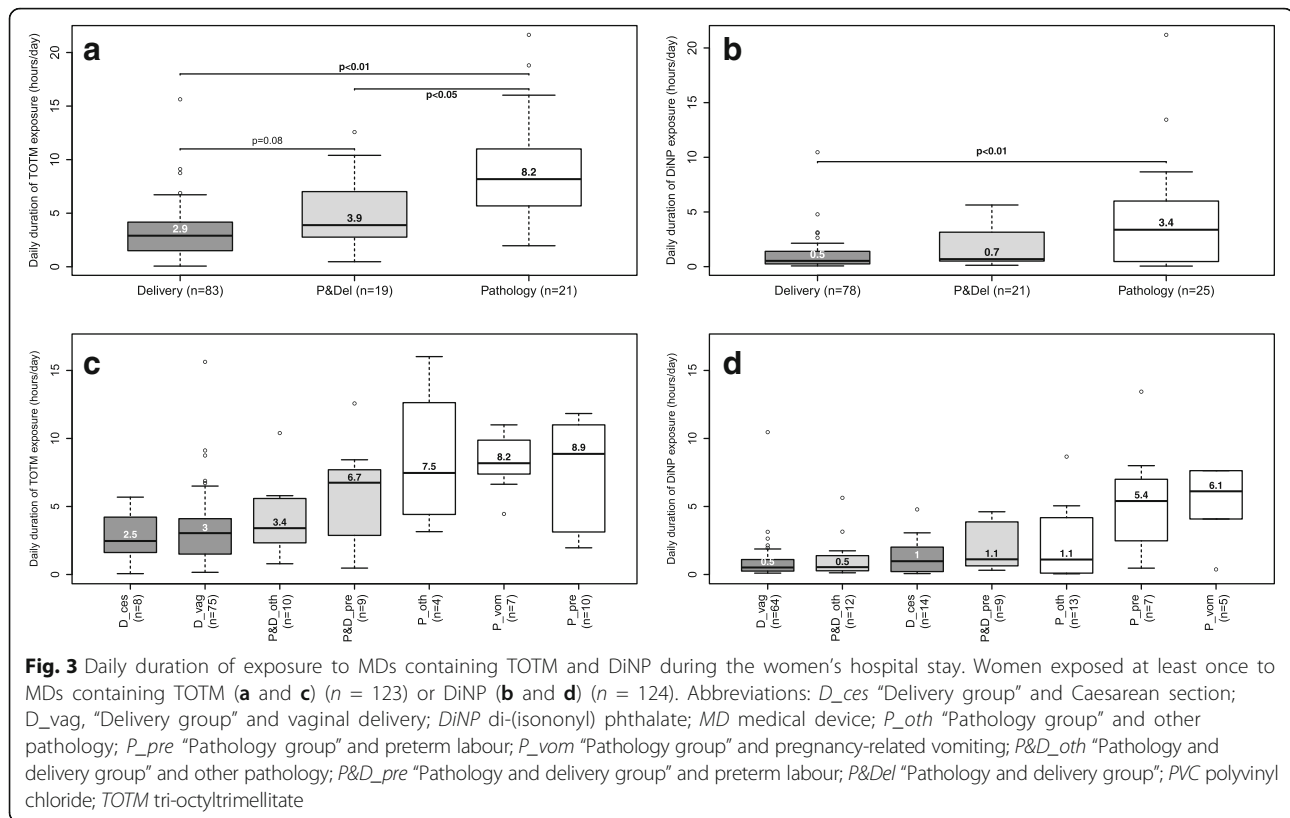 a
Daily duration of TOTM exposure (hours/day)
20
15
10
5
0
p<0.01
p<0.05
p=0.08
2.9
3.9
8.2
Delivery (n=83)
P&Del (n=19)
Pathology (n=21)
b
Daily duration of DiNP exposure (hours/day)
20
15
10
5
0
p<0.01
0.5
0.7
3.4
Delivery (n=78)
P&Del (n=21)
Pathology (n=25)
c
Daily duration of TOTM exposure (hours/day)
15
10
5
0
2.5
3
3.4
6.7
7.5
8.2
8.9
D_ces
(n=8)
D_vag
(n=75)
P&D_oth
(n=10)
P&D_pre
(n=9)
P_oth
(n=4)
P_vom
(n=7)
P_pre
(n=10)
d
Daily duration of DiNP exposure (hours/day)
15
10
5
0
0.5
0.5
1
1.1
1.1
5.4
6.1
D_vag
(n=64)
P&D_oth
(n=12)
D_ces
(n=14)
P&D_pre
(n=9)
P_oth
(n=13)
P_pre
(n=7)
P_vom
(n=5)
Fig. 3 Daily duration of exposure to MDs containing TOTM and DiNP during the women's hospital stay. Women exposed at least once to
MDs containing TOTM (a and c) (n = 123) or DiNP (b and d) (n = 124). Abbreviations: D_ces "Delivery group" and Caesarean section;
D_vag, "Delivery group" and vaginal delivery; DiNP di-(isononyl) phthalate; MD medical device; P_oth "Pathology group" and other
pathology; P_pre "Pathology group" and preterm labour; P_vom "Pathology group" and pregnancy-related vomiting; P&D_oth "Pathology and
delivery group" and other pathology; P&D_pre "Pathology and delivery group" and preterm labour; P&Del "Pathology and delivery group"; PVC polyvinyl
chloride; TOTM tri-octyltrimellitate